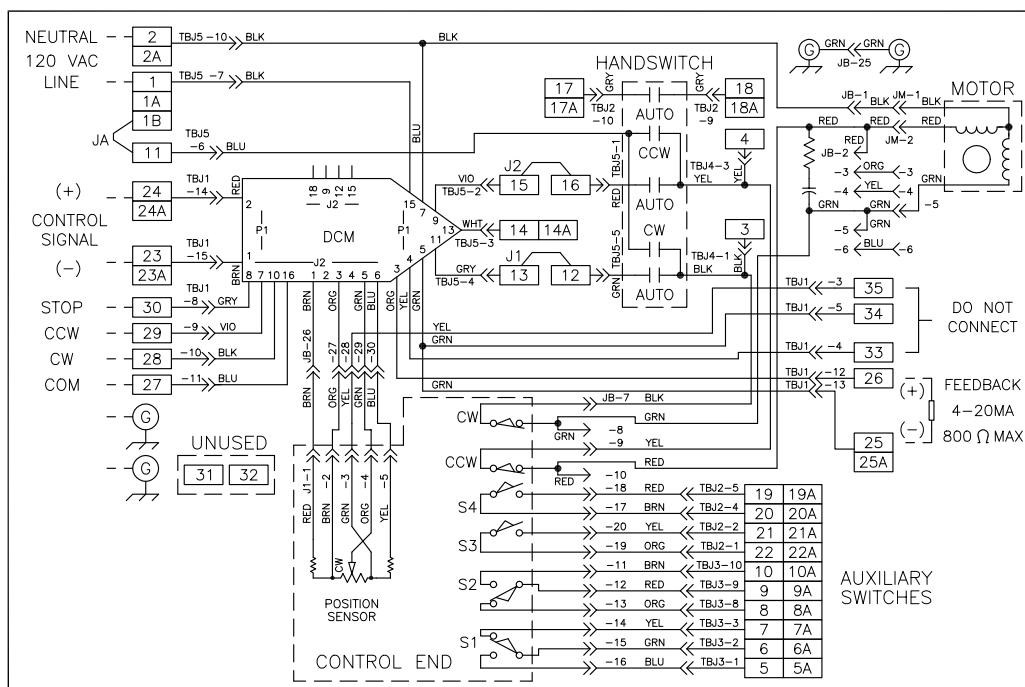 NEUTRAL
120 VAC
LINE
2
2A
TBJ5 -10
BLK
BLK
1
1A
1B
TBJ5 -7
BLK
JA
11
TBJ5
-6
BLU
BLU
HANDSWITCH
17
17A
GRY
TBJ2
-10
AUTO
GRY
TBJ2
-9
18
18A
CCW
AUTO
CW
AUTO
G
GRN
GRN
JB-25
G
MOTOR
JB-1
BLK
JM-1
BLK
RED
RED
JM-2
RED
JB-2
-3
ORG
-3
-4
YEL
-4
GRN
GRN
GRN
-5
GRN
-5
-6
BLU
-6
4
TBJ4-3
YEL
YEL
3
TBJ4-1
BLK
BLK
TBJ5-1
RED
TBJ5-5
GRN
(+)
CONTROL
SIGNAL
(-)
24
24A
TBJ1
-14
RED
2
23
23A
TBJ1
-15
BRN
1
18
9
12
15
J2
P1
DCM
P1
J2
15
7
9
13
11
5
4
3
8 7 10 16
1 2 3 4 5 6
VIO
TBJ5-2
J2
15
16
WHT
TBJ5-3
14
14A
GRY
TBJ5-4
J1
13
12
STOP
30
TBJ1
-8
GRY
CCW
29
-9
VIO
CW
28
-10
BLK
COM
27
-11
BLU
BRN
ORG
GRN
BLU
ORG
YEL
GRN
JB-26
-27
-28
-29
-30
BRN
ORG
YEL
GRN
BLU
YEL
GRN
GRN
TBJ1
-3
35
TBJ1
-5
34
TBJ1
-4
33
DO NOT
CONNECT
TBJ1
-12
26
TBJ1
-13
(+)
(-)
FEEDBACK
4-20MA
800 Ω MAX
25
25A
G
G
UNUSED
31
32
RED
J1-1
BRN
-2
GRN
-3
ORG
-4
YEL
-5
CW
POSITION
SENSOR
CONTROL END
CW
JB-7
BLK
GRN
GRN
-8
CCW
-9
YEL
RED
RED
-10
S4
-18
RED
TBJ2-5
19
19A
-17
BRN
TBJ2-4
20
20A
S3
-20
YEL
TBJ2-2
21
21A
-19
ORG
TBJ2-1
22
22A
S2
-11
BRN
TBJ3-10
10
10A
-12
RED
TBJ3-9
9
9A
-13
ORG
TBJ3-8
8
8A
S1
-14
YEL
TBJ3-3
7
7A
-15
GRN
TBJ3-2
6
6A
-16
BLU
TBJ3-1
5
5A
AUXILIARY
SWITCHES